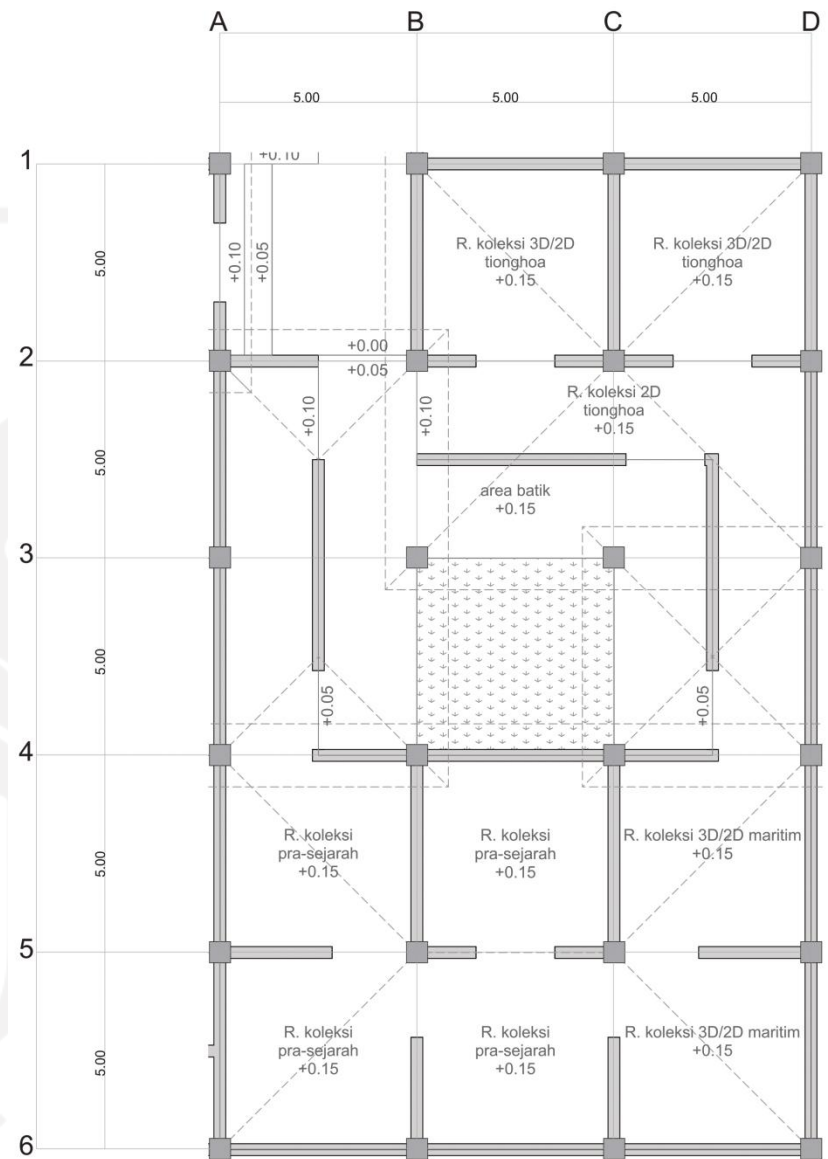 A
B
C
D
5.00
5.00
5.00
1
+0.10
5.00
+0.10
+0.05
R. koleksi 3D/2D
tionghoa
+0.15
R. koleksi 3D/2D
tionghoa
+0.15
2
+0.00
+0.05
+0.10
+0.10
R. koleksi 2D
tionghoa
+0.15
5.00
area batik
+0.15
3
5.00
+0.05
+0.05
4
5.00
R. koleksi
pra-sejarah
+0.15
R. koleksi
pra-sejarah
+0.15
R. koleksi 3D/2D maritim
+0.15
5
5.00
R. koleksi
pra-sejarah
+0.15
R. koleksi
pra-sejarah
+0.15
R. koleksi 3D/2D maritim
+0.15
6